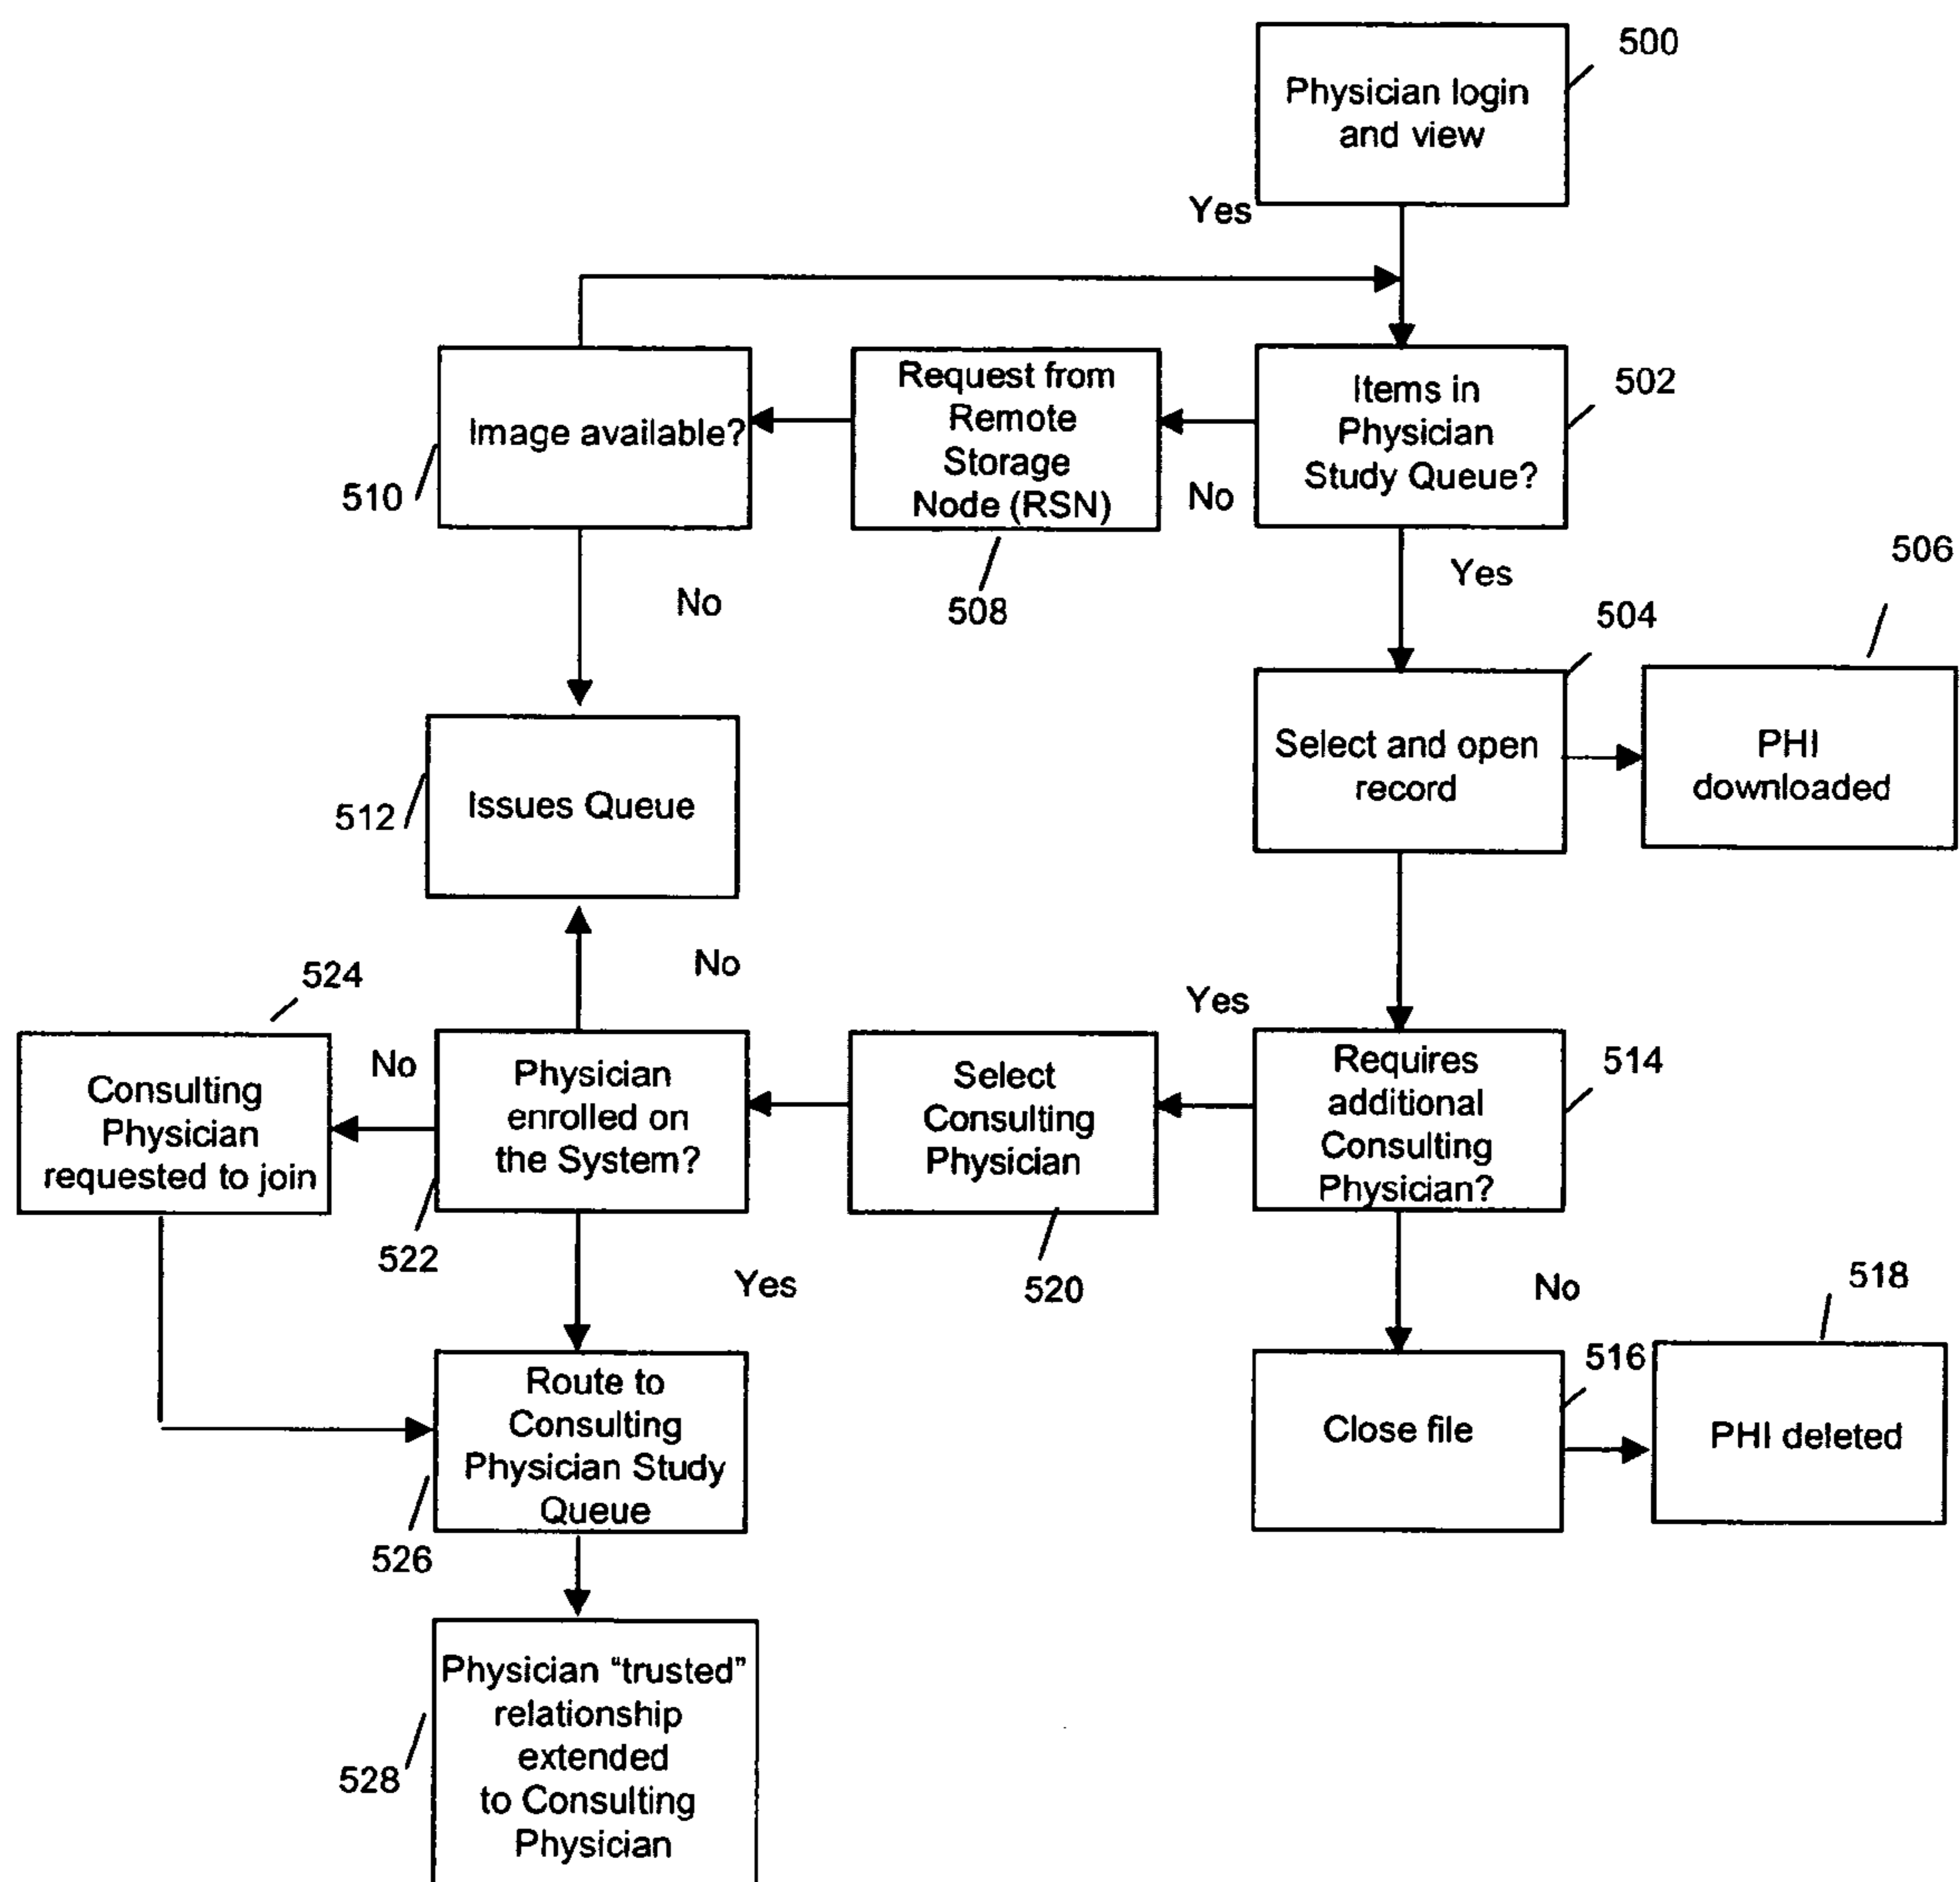 500
Physician login
and view
Yes
Image available?
510
Request from
Remote
Storage
Node (RSN)
508
No
Items in
Physician
Study Queue?
502
Yes
506
No
504
Select and open
record
PHI
downloaded
Issues Queue
512
No
524
Consulting
Physician
requested to join
No
Physician
enrolled on
the System?
522
Select
Consulting
Physician
520
Yes
Requires
additional
Consulting
Physician?
514
Yes
No
518
516
Route to
Consulting
Physician Study
Queue
526
Close file
PHI deleted
Physician “trusted”
relationship
extended
to Consulting
Physician
528